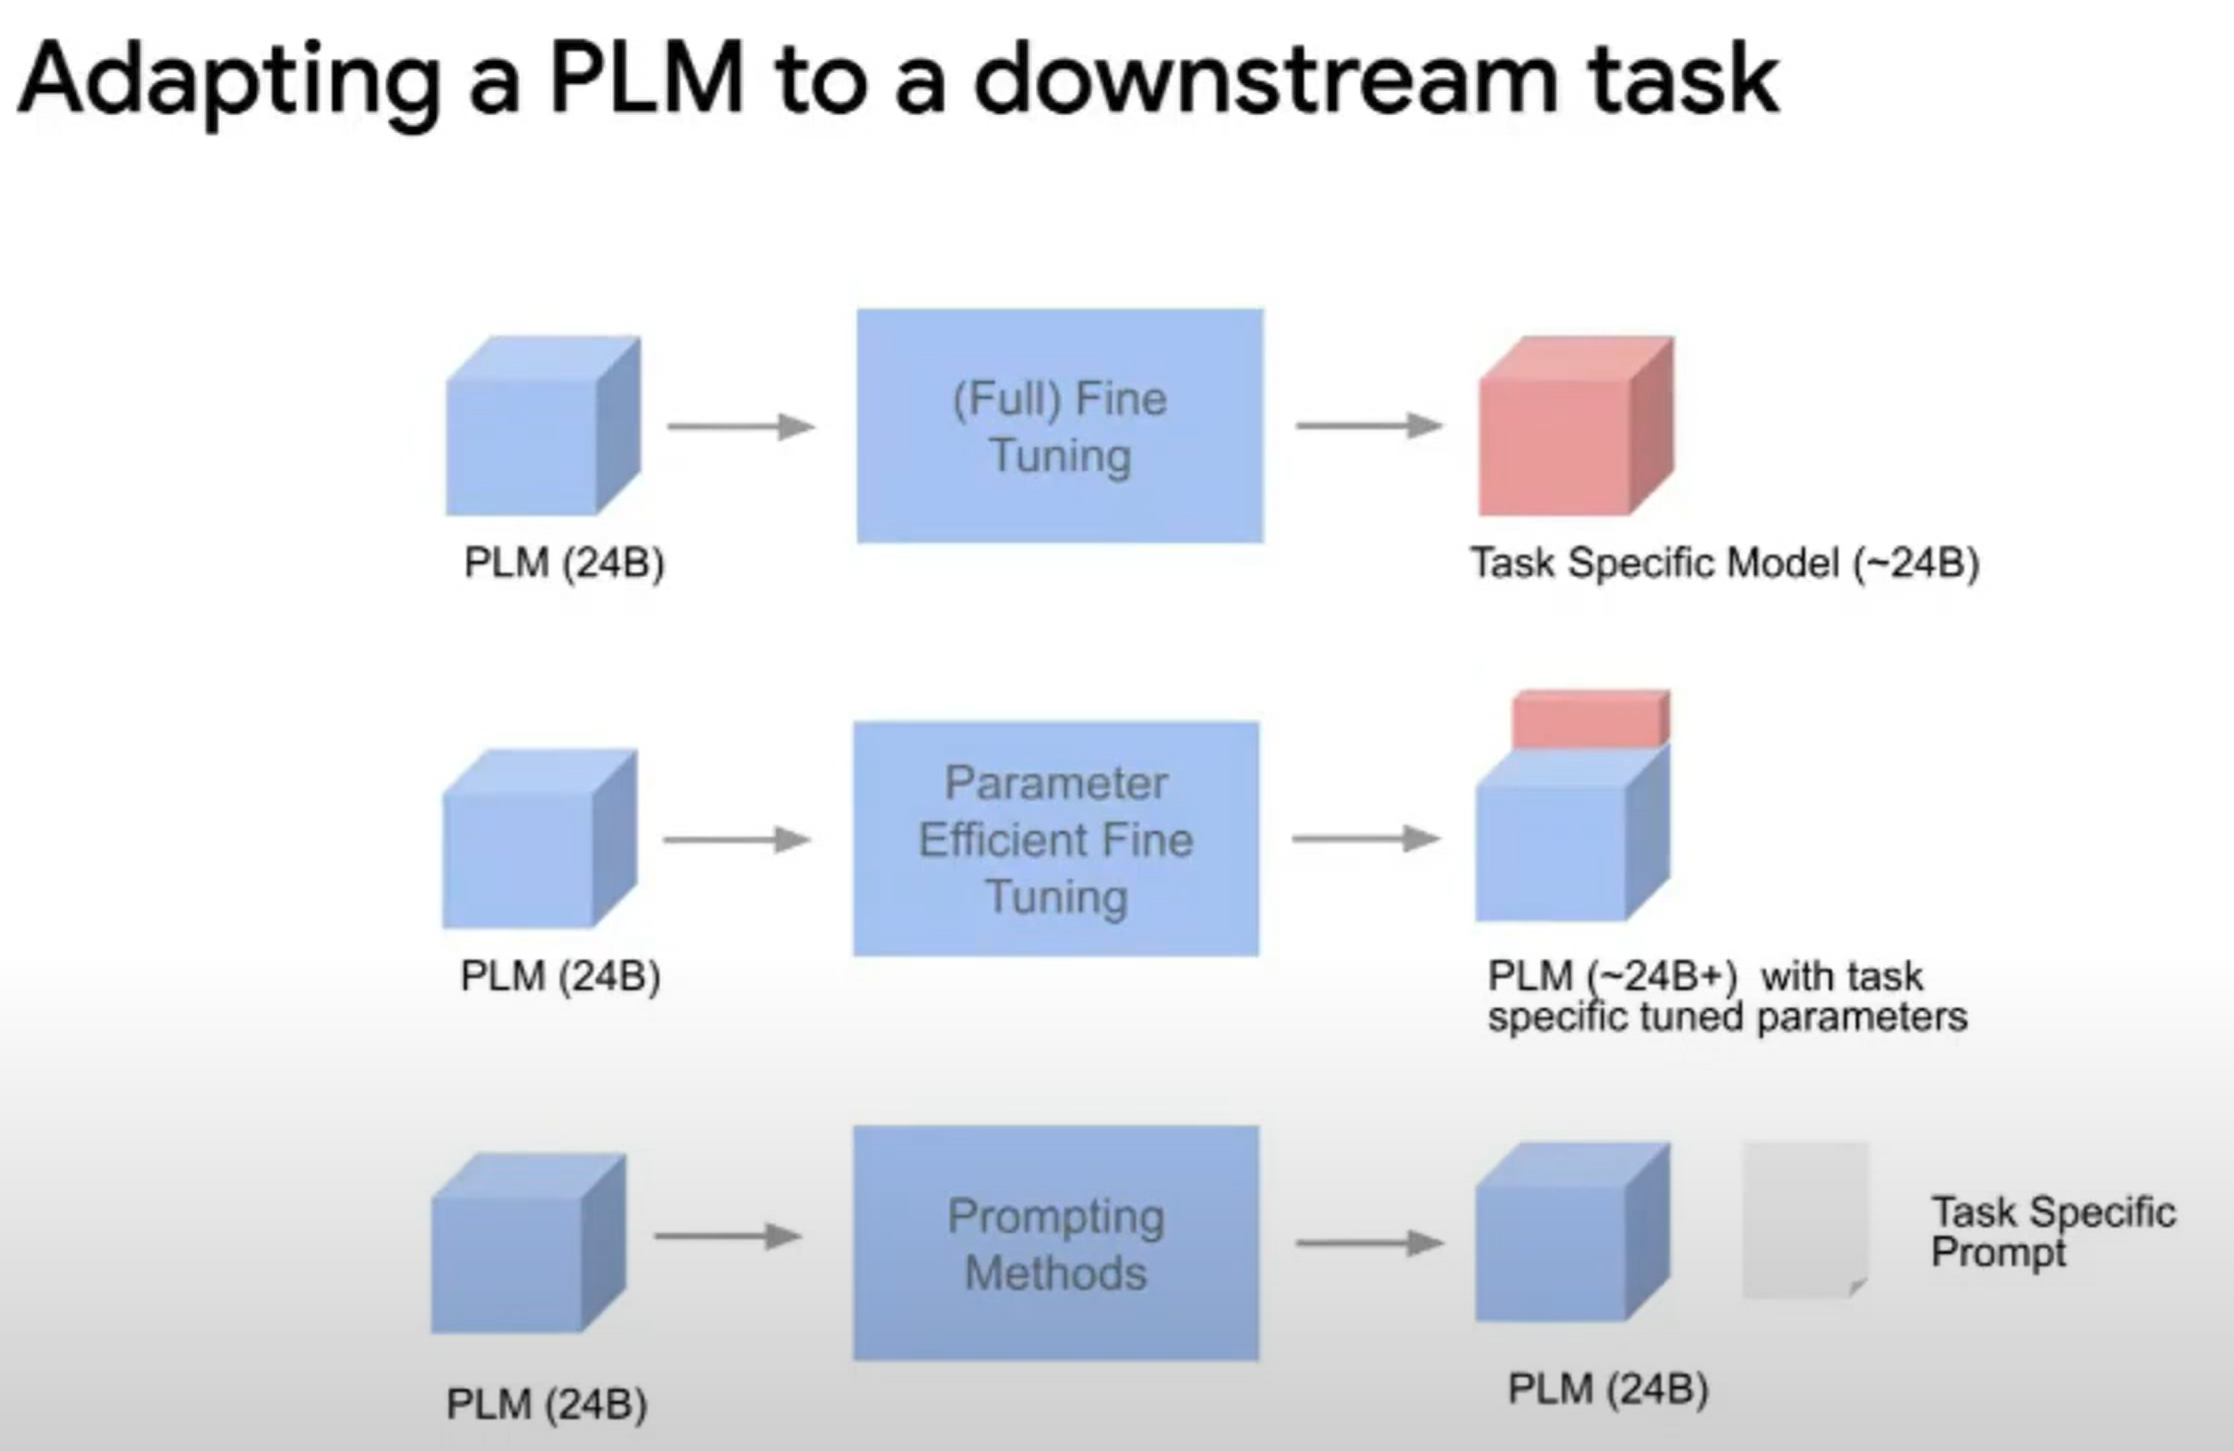 Adapting a PLM to a downstream task
(Full) Fine
Tuning
PLM (24B)
Task Specific Model (~24B)
Parameter
Efficient Fine
Tuning
PLM (24B)
PLM (~24B+) with task
specific tuned parameters
Prompting
Methods
Task Specific
Prompt
PLM (24B)
PLM (24B)